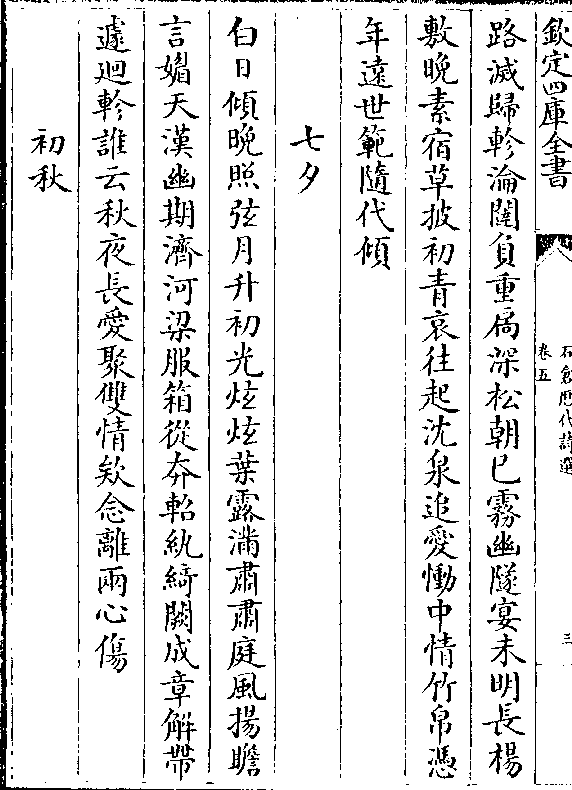 欽定四庫全書
石倉歷代詩選
卷五
三
路滅歸軫淪闥負重扃深松朝已霧幽隧宴未明長楊
敷晚素宿草披初青哀往起沈泉追愛慟中情竹帛憑
年遠世範隨代傾
七夕
白日傾晚照弦月升初光炫炫葉露滿肅肅庭風揚瞻
言媚天漢幽期濟河梁服箱從奔軺紈綺闕成章解帶
遽迴軫誰云秋夜長愛聚雙情欵念離兩心傷
初秋